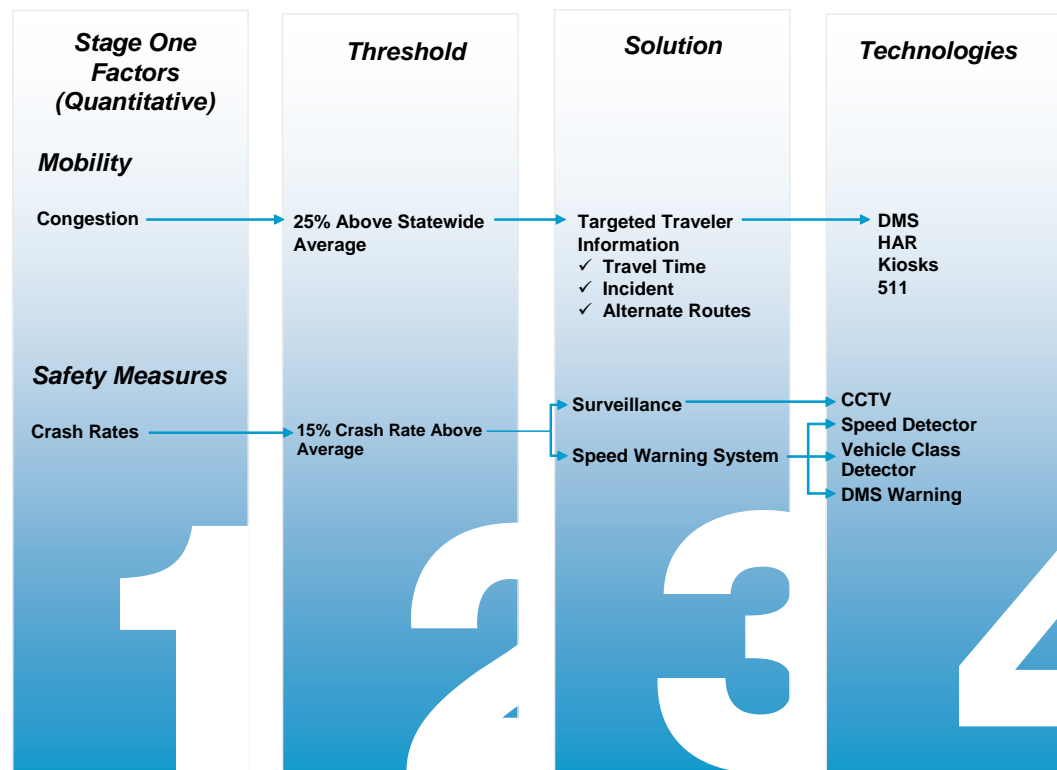 Stage One
Factors
(Quantitative)
Threshold
Solution
Technologies
Mobility
Congestion
25% Above Statewide
Average
Targeted Traveler
Information
✓ Travel Time
✓ Incident
✓ Alternate Routes
DMS
HAR
Kiosks
511
Safety Measures
Crash Rates
15% Crash Rate Above
Average
Surveillance
Speed Warning System
CCTV
Speed Detector
Vehicle Class
Detector
DMS Warning
1
2
3
4